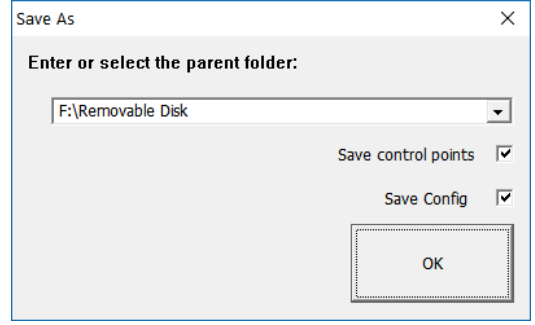 Save As
Enter or select the parent folder:
F:\Removable Disk
Save control points
Save Config
OK